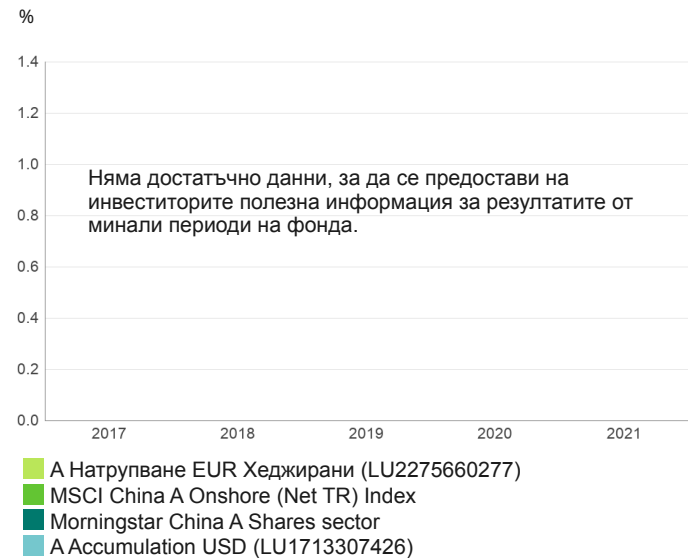 %
1.4
1.2
1.0
Няма достатъчно данни, за да се предостави на
инвеститорите полезна информация за резултатите от
0.8
минали периоди на фонда.
0.6
0.4
0.2
0.0
2017 2018 2019 2020 2021
А Натрупване EUR Хеджирани (LU2275660277)
MSCI China A Onshore (Net TR) Index
Morningstar China A Shares sector
A Accumulation USD (LU1713307426)